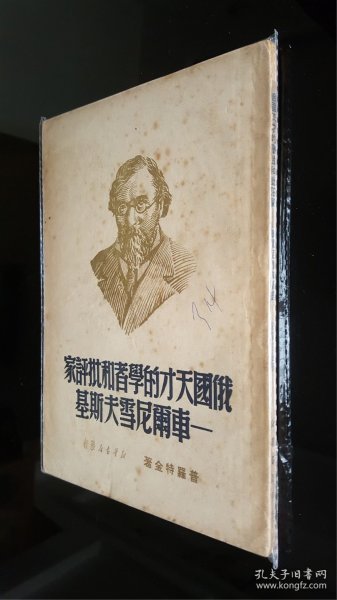 俄國天才的學者和批評家
—車爾尼雪夫斯基
普羅特金著
孔夫子旧书网
book.kongfz.com